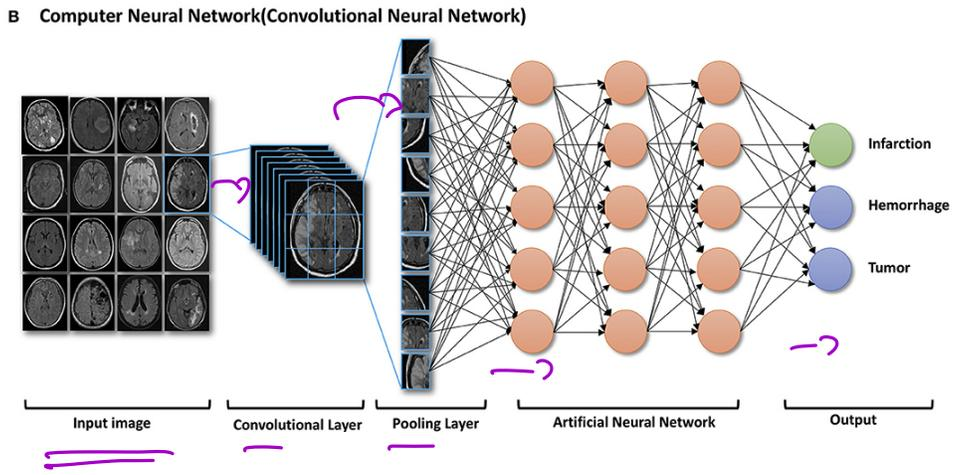 B Computer Neural Network(Convolutional Neural Network)
Infarction
Hemorrhage
Tumor
Input image
Convolutional Layer
Pooling Layer
Artificial Neural Network
Output